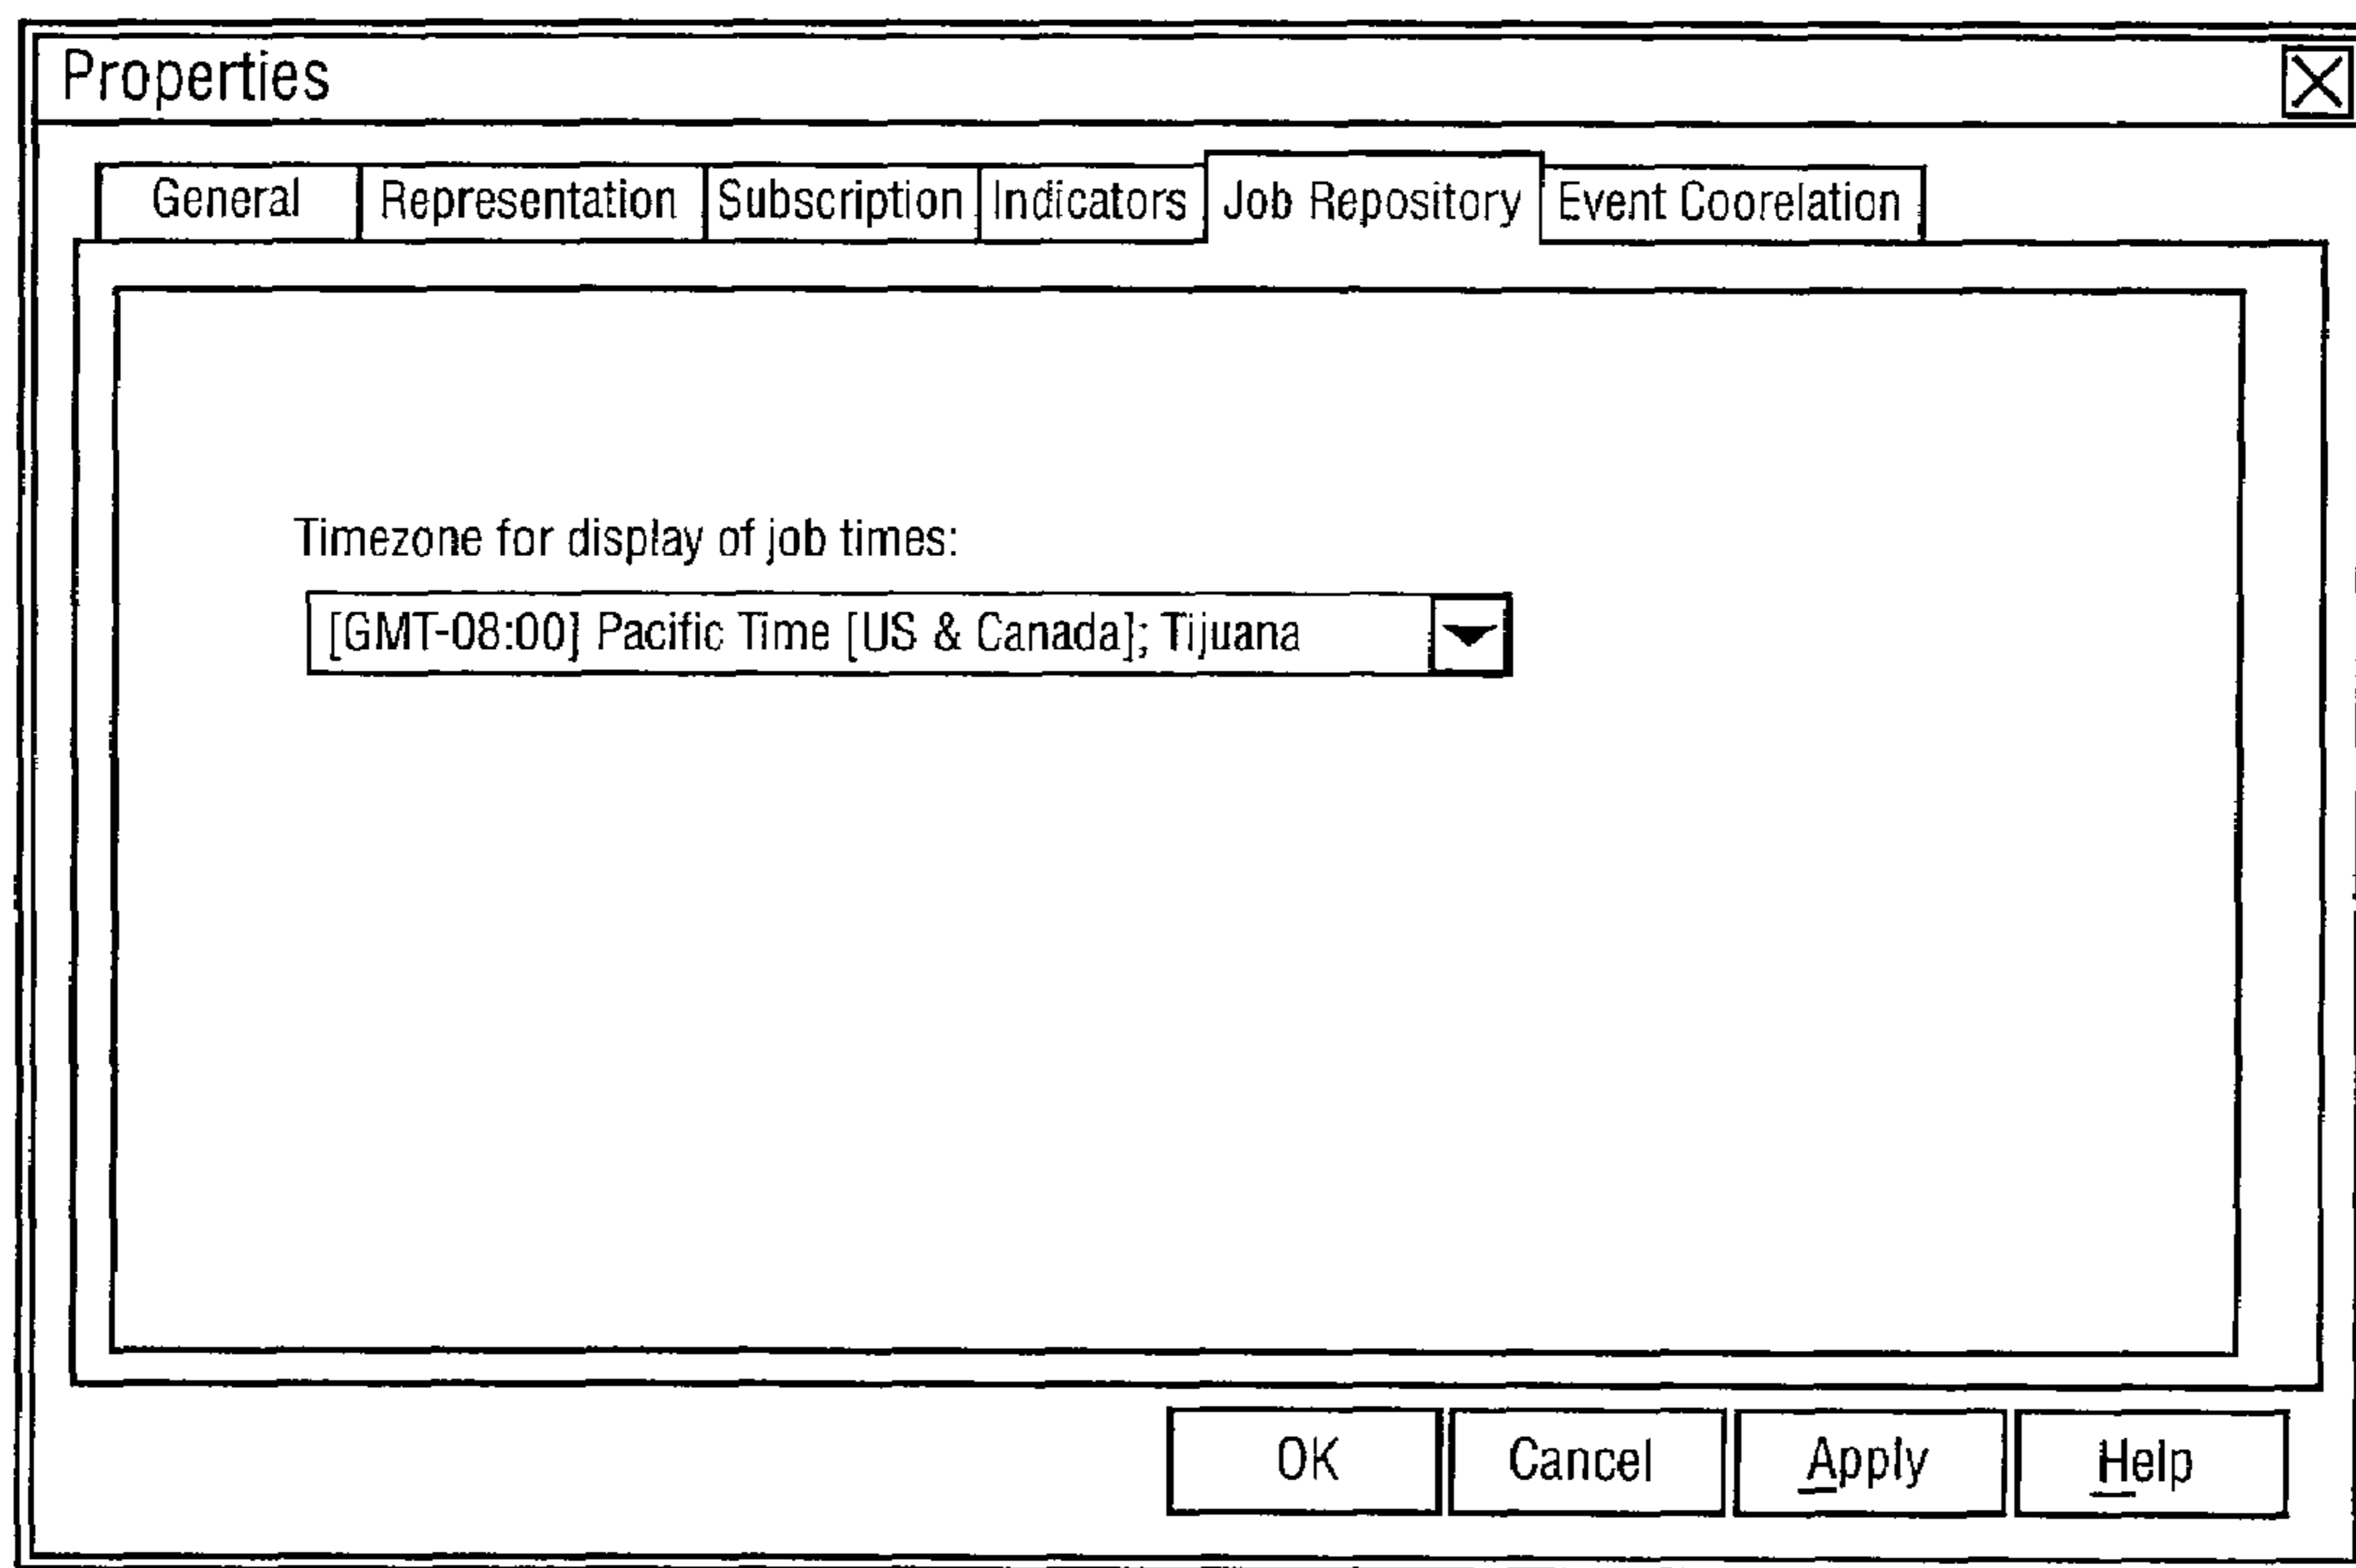 Properties
General Representation Subscription Indicators Job Repository Event Coorelation
Timezone for display of job times:
[GMT-08:00] Pacific Time [US & Canada]; Tijuana
OK Cancel Apply Help